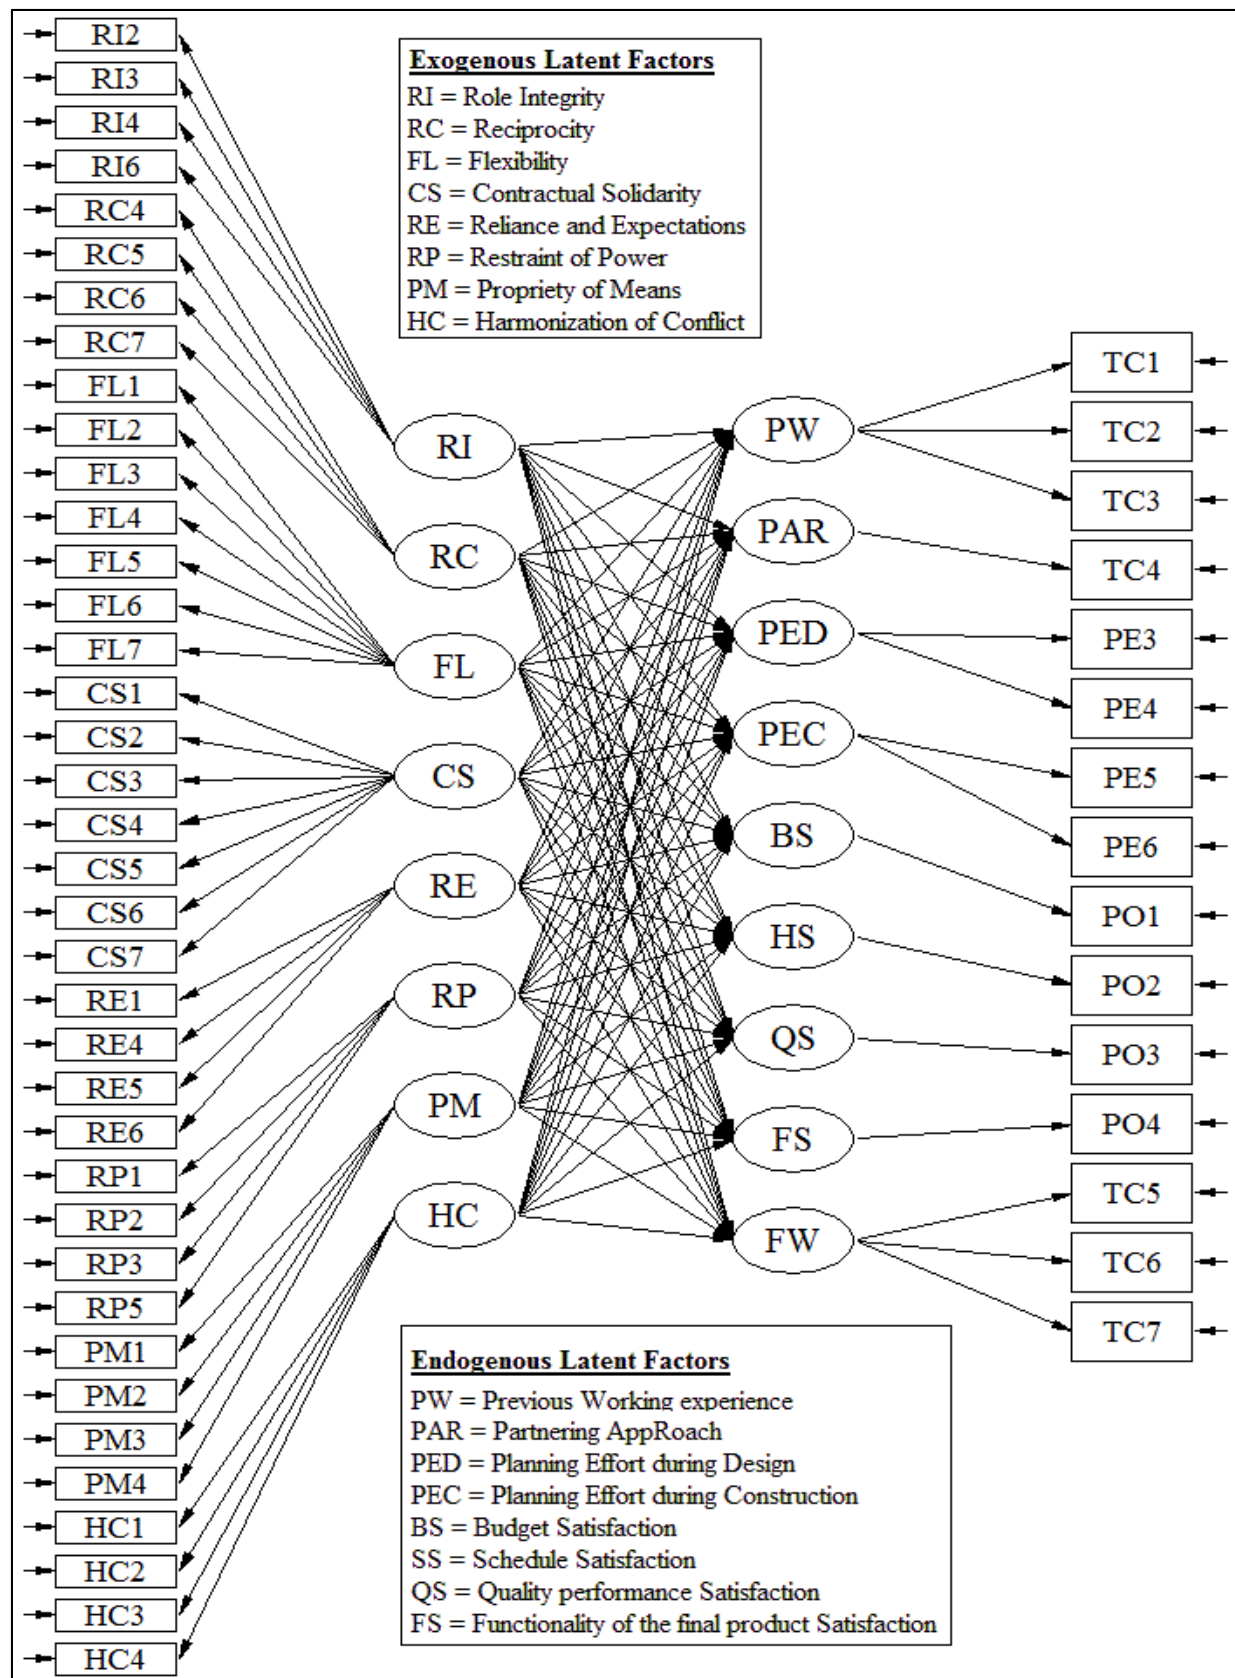 RI2
RI3
RI4
RI6
RC4
RC5
RC6
RC7
FL1
FL2
FL3
FL4
FL5
FL6
FL7
CS1
CS2
CS3
CS4
CS5
CS6
CS7
RE1
RE4
RE5
RE6
RP1
RP2
RP3
RP5
PM1
PM2
PM3
PM4
HC1
HC2
HC3
HC4
Exogenous Latent Factors
RI = Role Integrity
RC = Reciprocity
FL = Flexibility
CS = Contractual Solidarity
RE = Reliance and Expectations
RP = Restraint of Power
PM = Propriety of Means
HC = Harmonization of Conflict
RI
RC
FL
CS
RE
RP
PM
HC
PW
PAR
PED
PEC
BS
HS
QS
FS
FW
TC1
TC2
TC3
TC4
PE3
PE4
PE5
PE6
PO1
PO2
PO3
PO4
TC5
TC6
TC7
Endogenous Latent Factors
PW = Previous Working experience
PAR = Partnering AppRoach
PED = Planning Effort during Design
PEC = Planning Effort during Construction
BS = Budget Satisfaction
SS = Schedule Satisfaction
QS = Quality performance Satisfaction
FS = Functionality of the final product Satisfaction